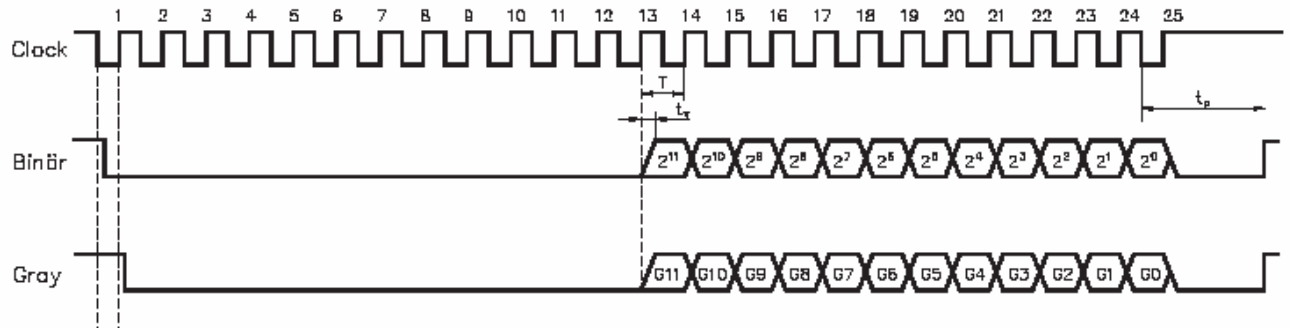 1 2 3 4 5 6 7 8 9 10 11 12 13 14 15 16 17 18 19 20 21 22 23 24 25
Clock
T
tᵥ
tₚ
Binär 2¹¹ 2¹⁰ 2⁹ 2⁸ 2⁷ 2⁶ 2⁵ 2⁴ 2³ 2² 2¹ 2⁰
Gray G11 G10 G9 G8 G7 G6 G5 G4 G3 G2 G1 G0